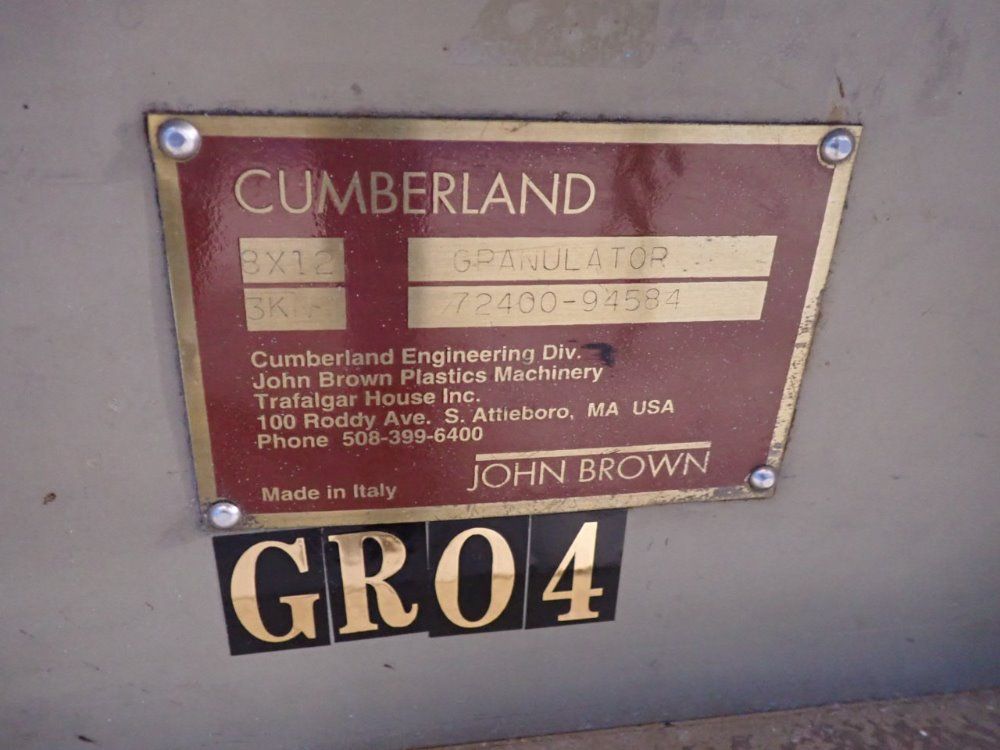 CUMBERLAND
8X12 GRANULATOR
3K 72400-94584
Cumberland Engineering Div.
John Brown Plastics Machinery
Trafalgar House Inc.
100 Roddy Ave. S. Attleboro, MA USA
Phone 508-399-6400
JOHN BROWN
Made in Italy
GR04